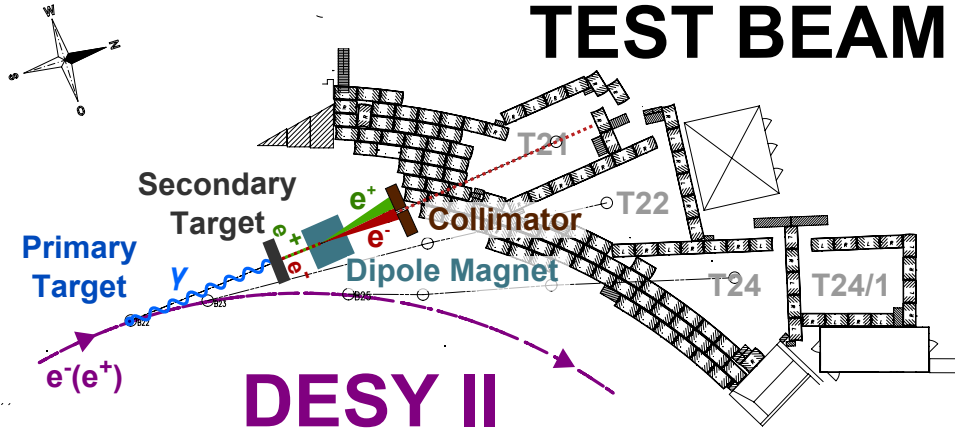 TEST BEAM
W
N
S
O
T21
Secondary
Target
e⁺
T22
Collimator
e⁺
e⁻
e⁻
Primary
Target
γ
Dipole Magnet
T24
T24/1
B23
B25
B22
e⁻(e⁺)
DESY II